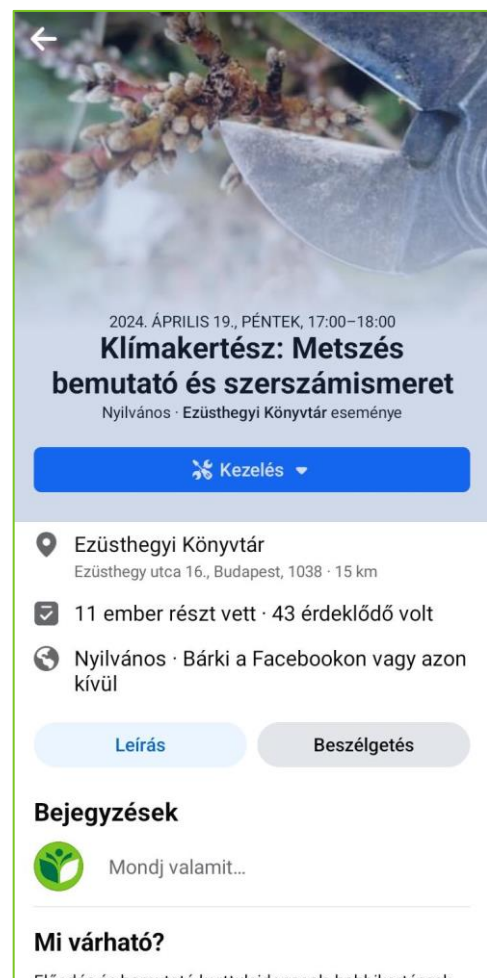 2024. ÁPRILIS 19., PÉNTEK, 17:00–18:00
Klímakertész: Metszés
bemutató és szerszámismeret
Nyilvános · Ezüsthegyi Könyvtár eseménye
Kezelés
Ezüsthegyi Könyvtár
Ezüsthegy utca 16., Budapest, 1038 · 15 km
11 ember részt vett · 43 érdeklődő volt
Nyilvános · Bárki a Facebookon vagy azon
kívül
Leírás
Beszélgetés
Bejegyzések
Mondj valamit...
Mi várható?